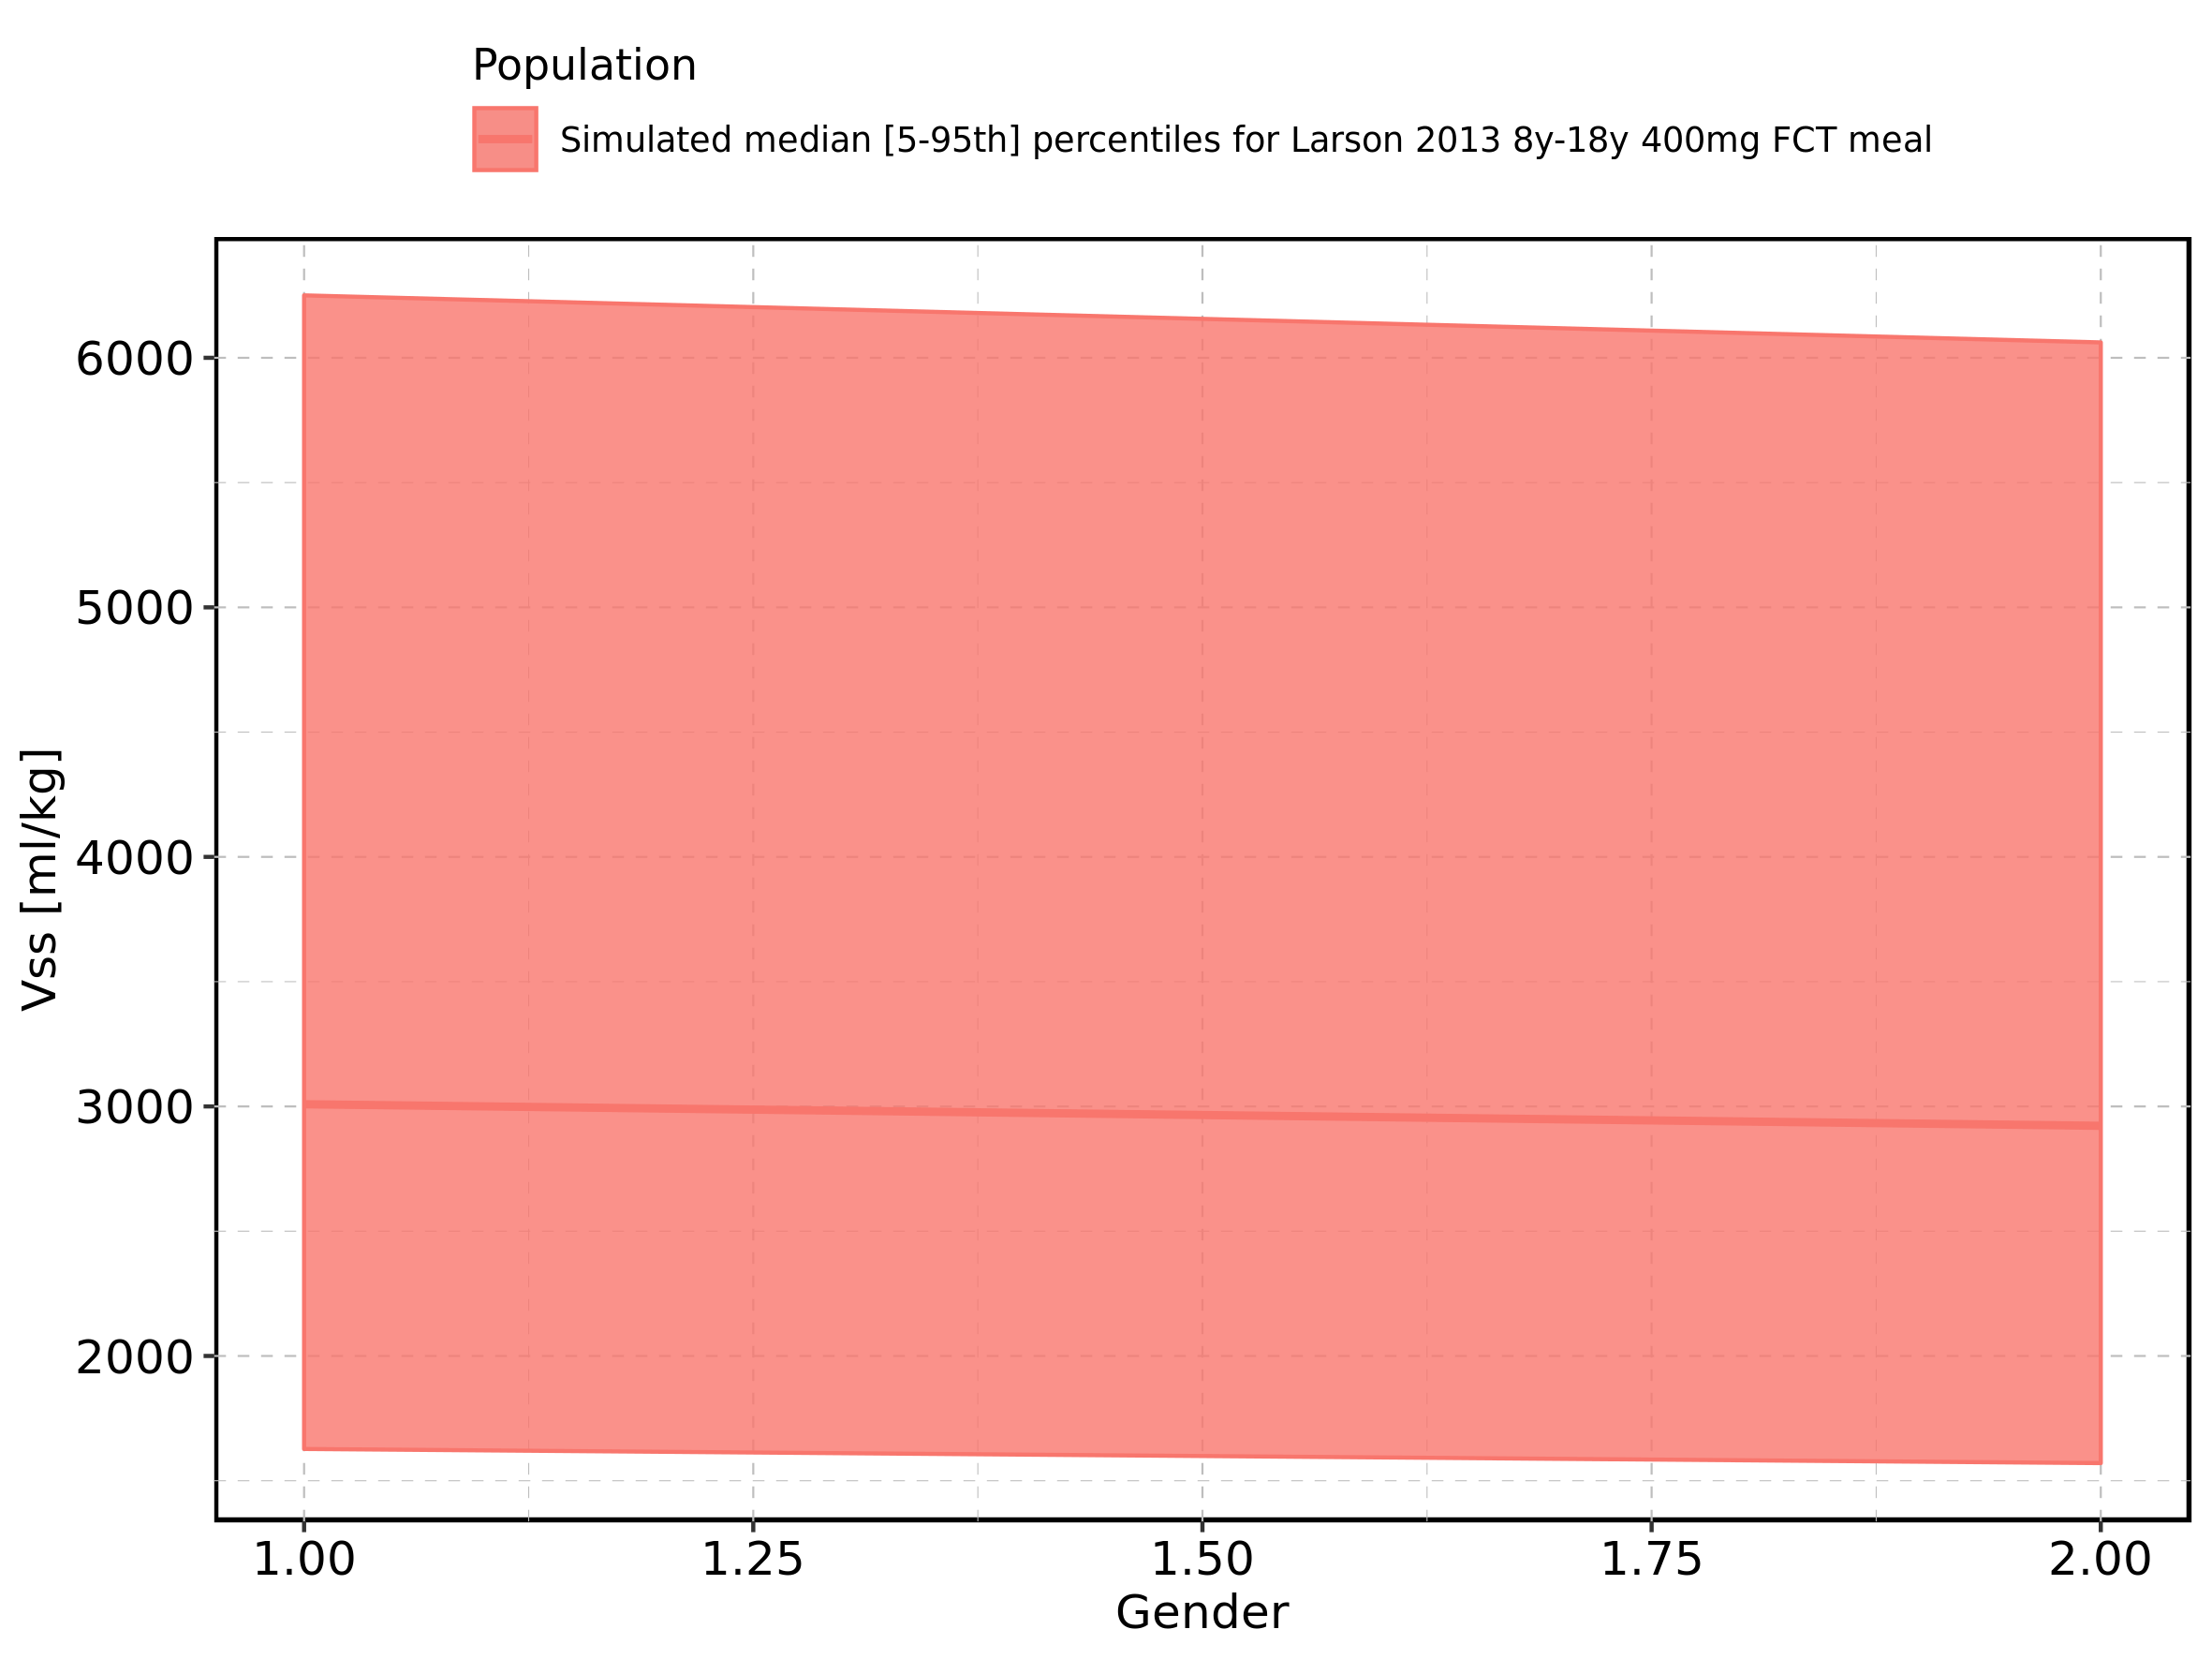 Population
Simulated median [5-95th] percentiles for Larson 2013 8y-18y 400mg FCT meal
6000
5000
4000
3000
2000
Vss [ml/kg]
1.00 1.25 1.50 1.75 2.00
Gender